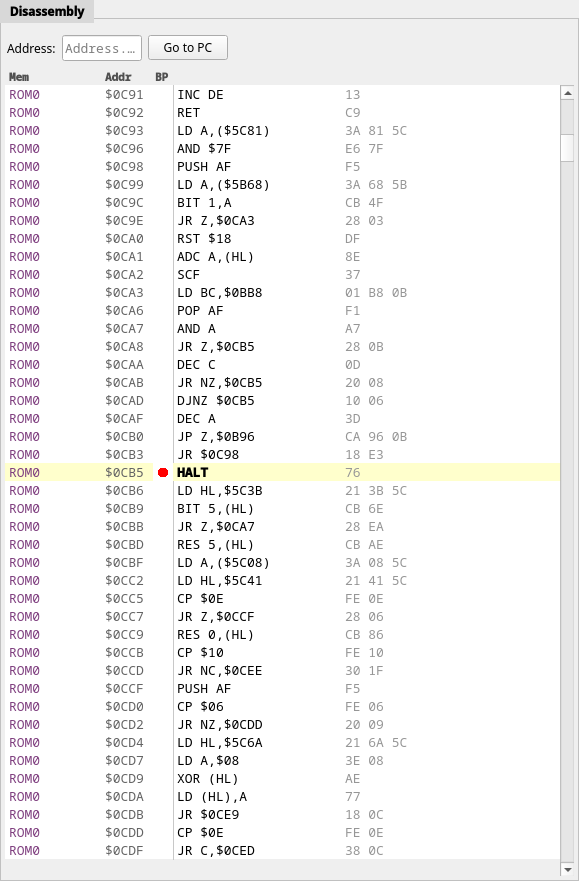 Disassembly
Address: Address.… Go to PC
Mem Addr BP
ROM0 $0C91 INC DE 13
ROM0 $0C92 RET C9
ROM0 $0C93 LD A,($5C81) 3A 81 5C
ROM0 $0C96 AND $7F E6 7F
ROM0 $0C98 PUSH AF F5
ROM0 $0C99 LD A,($5B68) 3A 68 5B
ROM0 $0C9C BIT 1,A CB 4F
ROM0 $0C9E JR Z,$0CA3 28 03
ROM0 $0CA0 RST $18 DF
ROM0 $0CA1 ADC A,(HL) 8E
ROM0 $0CA2 SCF 37
ROM0 $0CA3 LD BC,$0BB8 01 B8 0B
ROM0 $0CA6 POP AF F1
ROM0 $0CA7 AND A A7
ROM0 $0CA8 JR Z,$0CB5 28 0B
ROM0 $0CAA DEC C 0D
ROM0 $0CAB JR NZ,$0CB5 20 08
ROM0 $0CAD DJNZ $0CB5 10 06
ROM0 $0CAF DEC A 3D
ROM0 $0CB0 JP Z,$0B96 CA 96 0B
ROM0 $0CB3 JR $0C98 18 E3
ROM0 $0CB5 HALT 76
ROM0 $0CB6 LD HL,$5C3B 21 3B 5C
ROM0 $0CB9 BIT 5,(HL) CB 6E
ROM0 $0CBB JR Z,$0CA7 28 EA
ROM0 $0CBD RES 5,(HL) CB AE
ROM0 $0CBF LD A,($5C08) 3A 08 5C
ROM0 $0CC2 LD HL,$5C41 21 41 5C
ROM0 $0CC5 CP $0E FE 0E
ROM0 $0CC7 JR Z,$0CCF 28 06
ROM0 $0CC9 RES 0,(HL) CB 86
ROM0 $0CCB CP $10 FE 10
ROM0 $0CCD JR NC,$0CEE 30 1F
ROM0 $0CCF PUSH AF F5
ROM0 $0CD0 CP $06 FE 06
ROM0 $0CD2 JR NZ,$0CDD 20 09
ROM0 $0CD4 LD HL,$5C6A 21 6A 5C
ROM0 $0CD7 LD A,$08 3E 08
ROM0 $0CD9 XOR (HL) AE
ROM0 $0CDA LD (HL),A 77
ROM0 $0CDB JR $0CE9 18 0C
ROM0 $0CDD CP $0E FE 0E
ROM0 $0CDF JR C,$0CED 38 0C